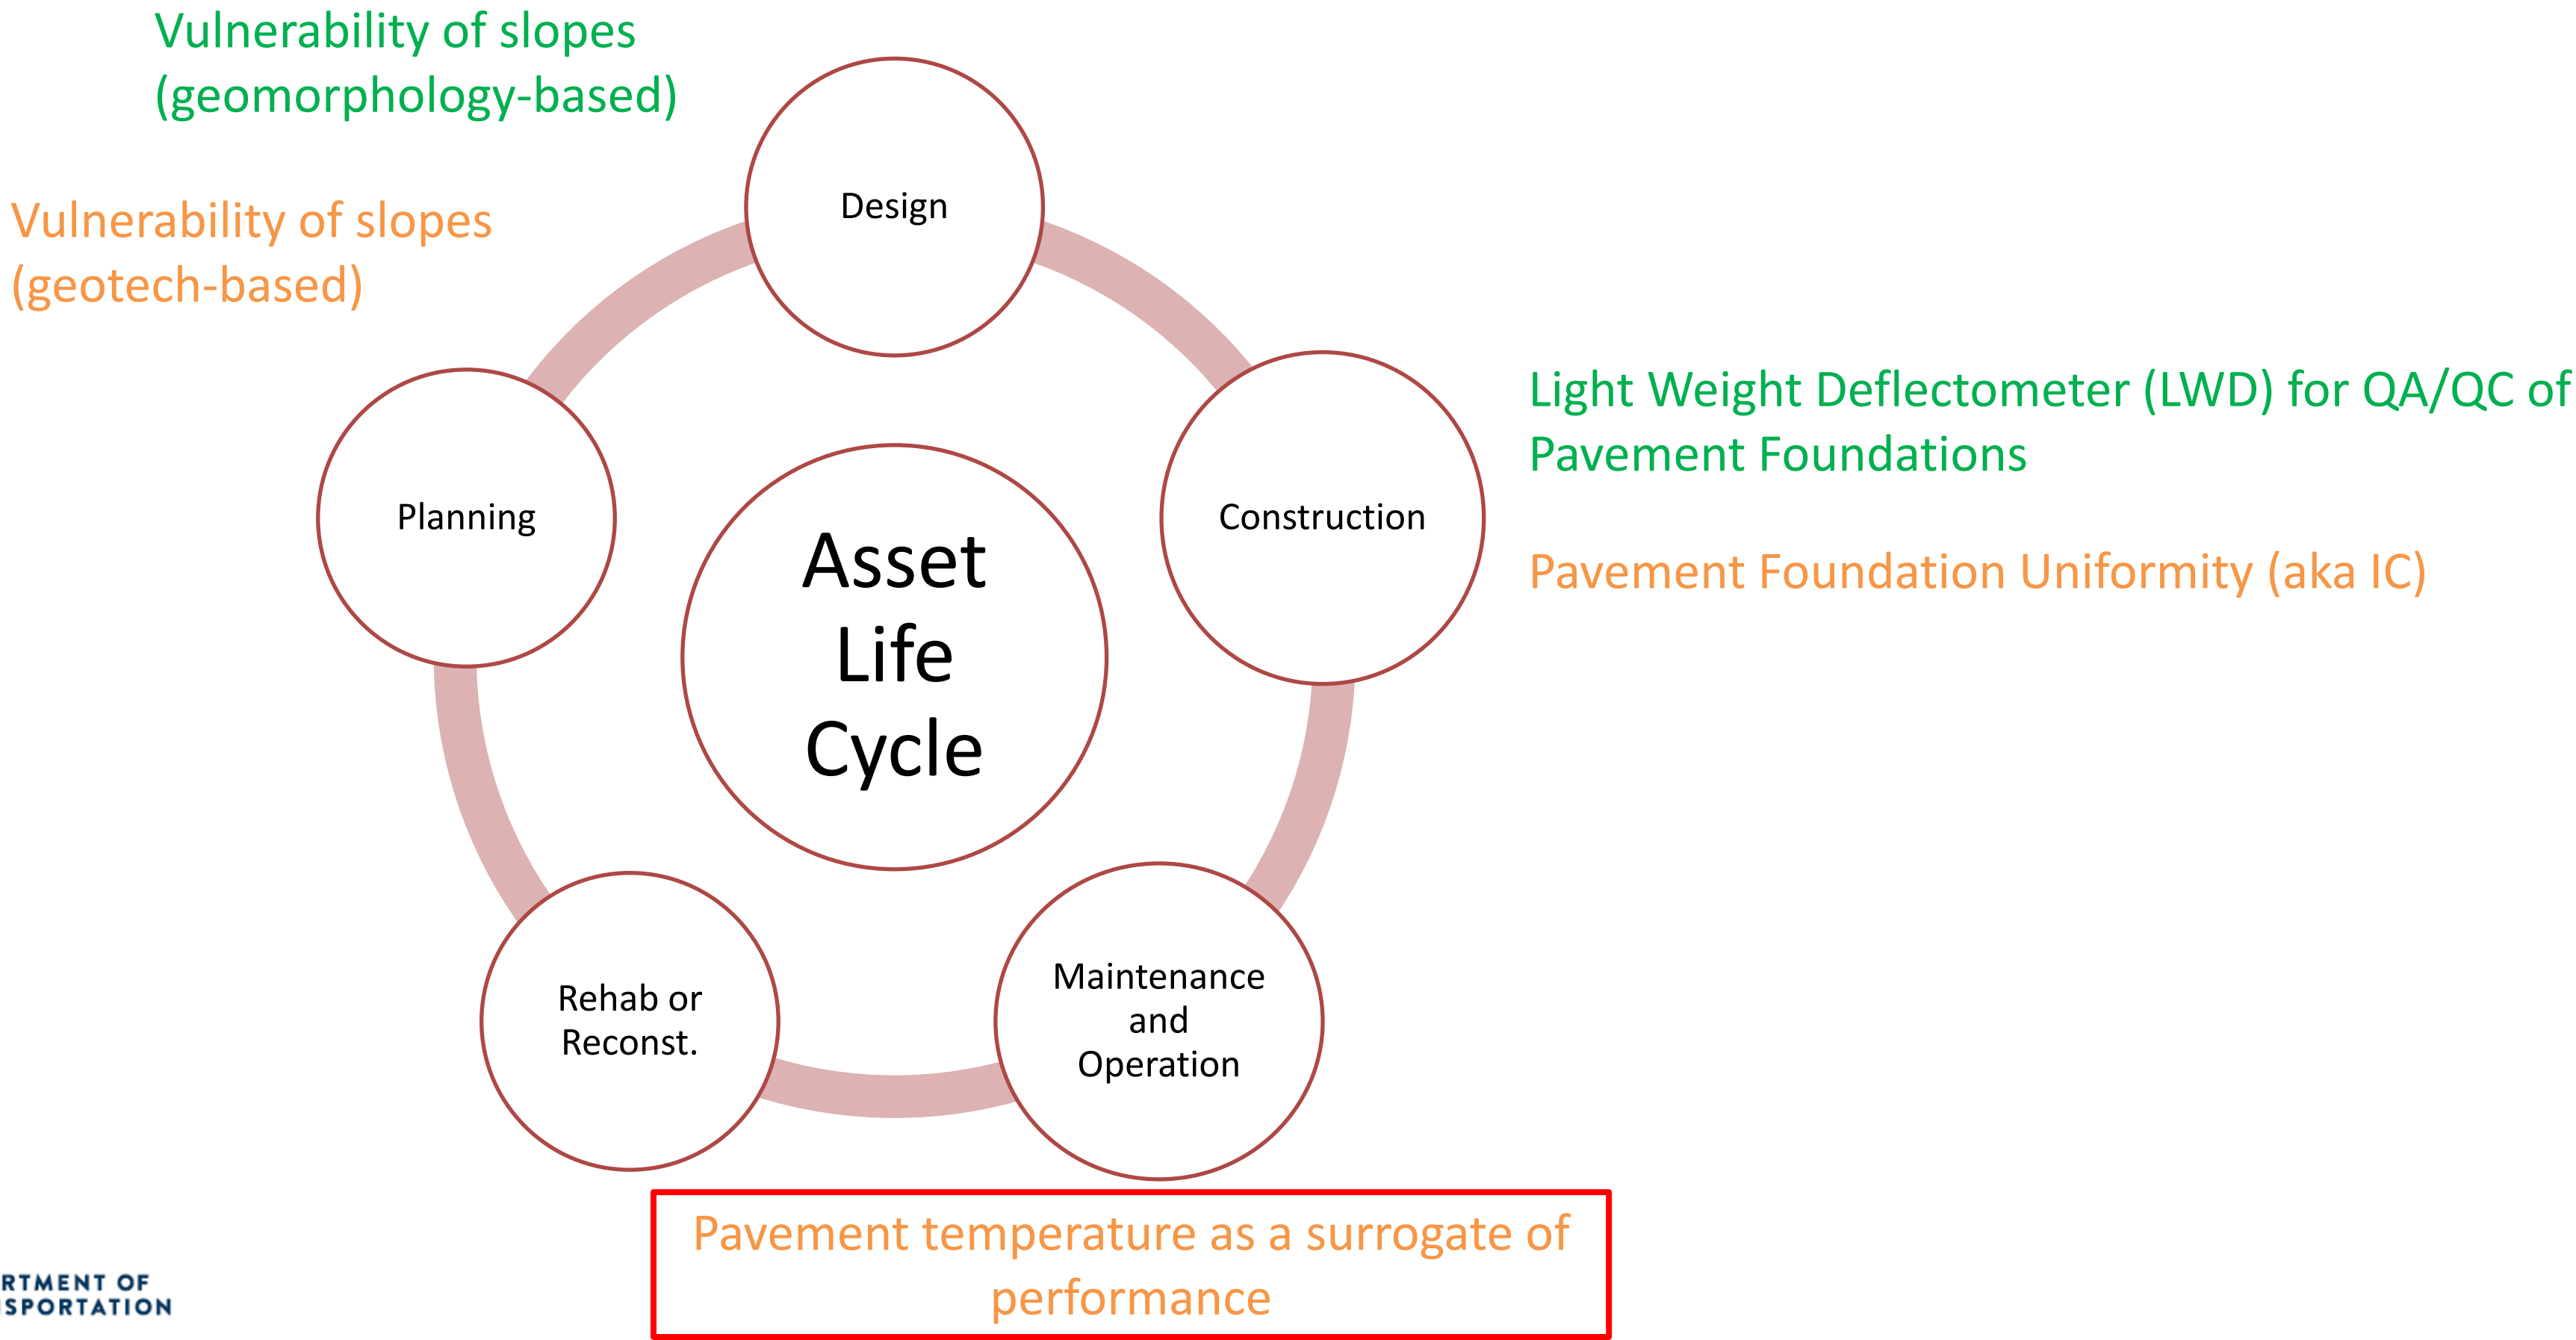 Vulnerability of slopes
(geomorphology-based)
Vulnerability of slopes
(geotech-based)
Design
Planning
Construction
Light Weight Deflectometer (LWD) for QA/QC of
Pavement Foundations
Pavement Foundation Uniformity (aka IC)
Asset
Life
Cycle
Rehab or
Reconst.
Maintenance
and
Operation
Pavement temperature as a surrogate of
performance
RTMENT OF
SPORTATION